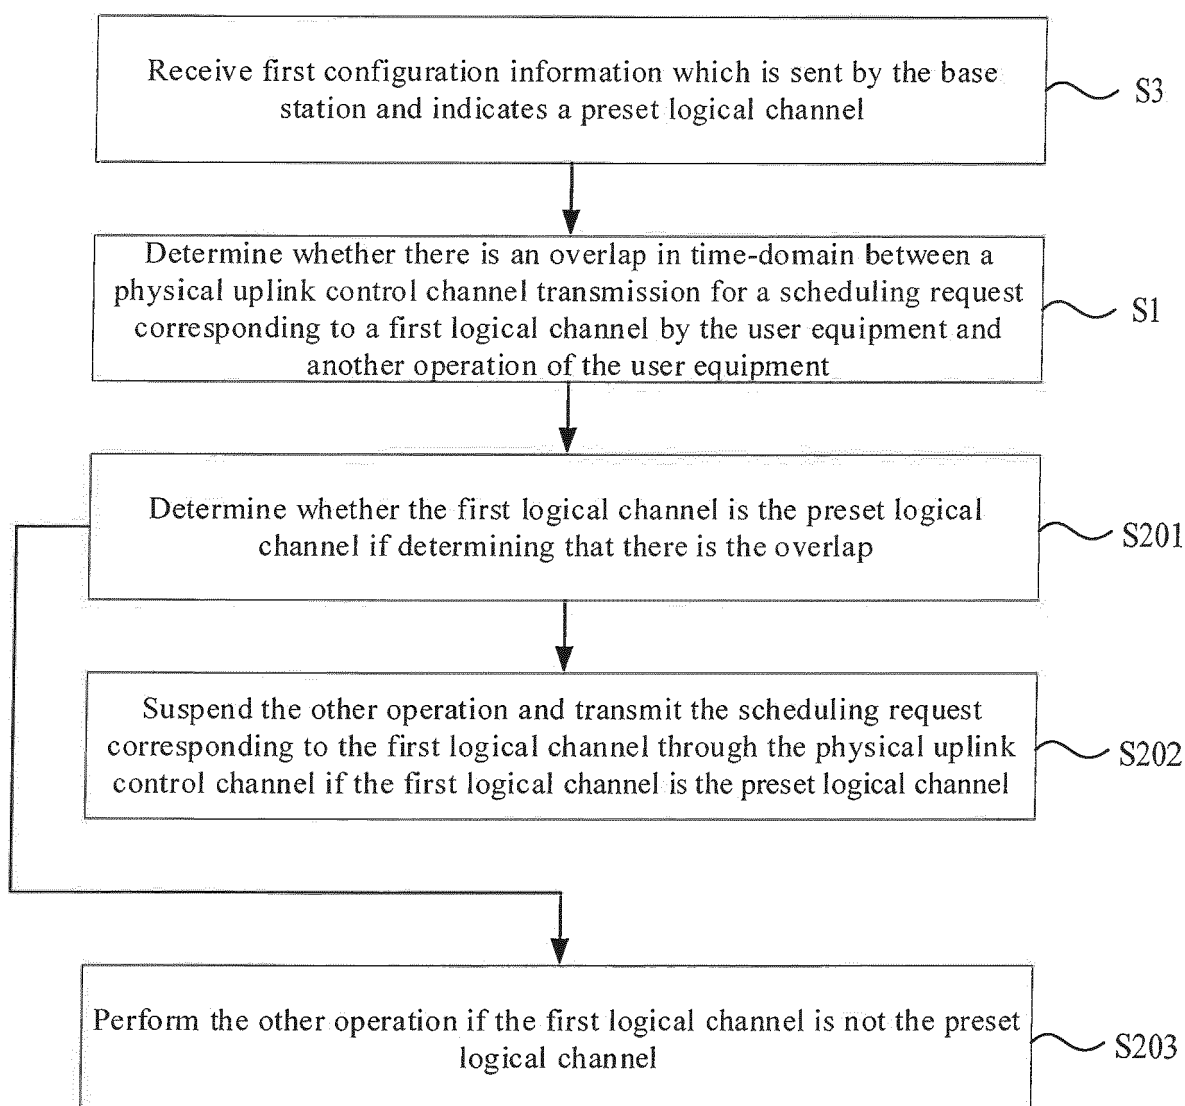 Receive first configuration information which is sent by the base
station and indicates a preset logical channel
S3
Determine whether there is an overlap in time-domain between a
physical uplink control channel transmission for a scheduling request
corresponding to a first logical channel by the user equipment and
another operation of the user equipment
S1
Determine whether the first logical channel is the preset logical
channel if determining that there is the overlap
S201
Suspend the other operation and transmit the scheduling request
corresponding to the first logical channel through the physical uplink
control channel if the first logical channel is the preset logical channel
S202
Perform the other operation if the first logical channel is not the preset
logical channel
S203